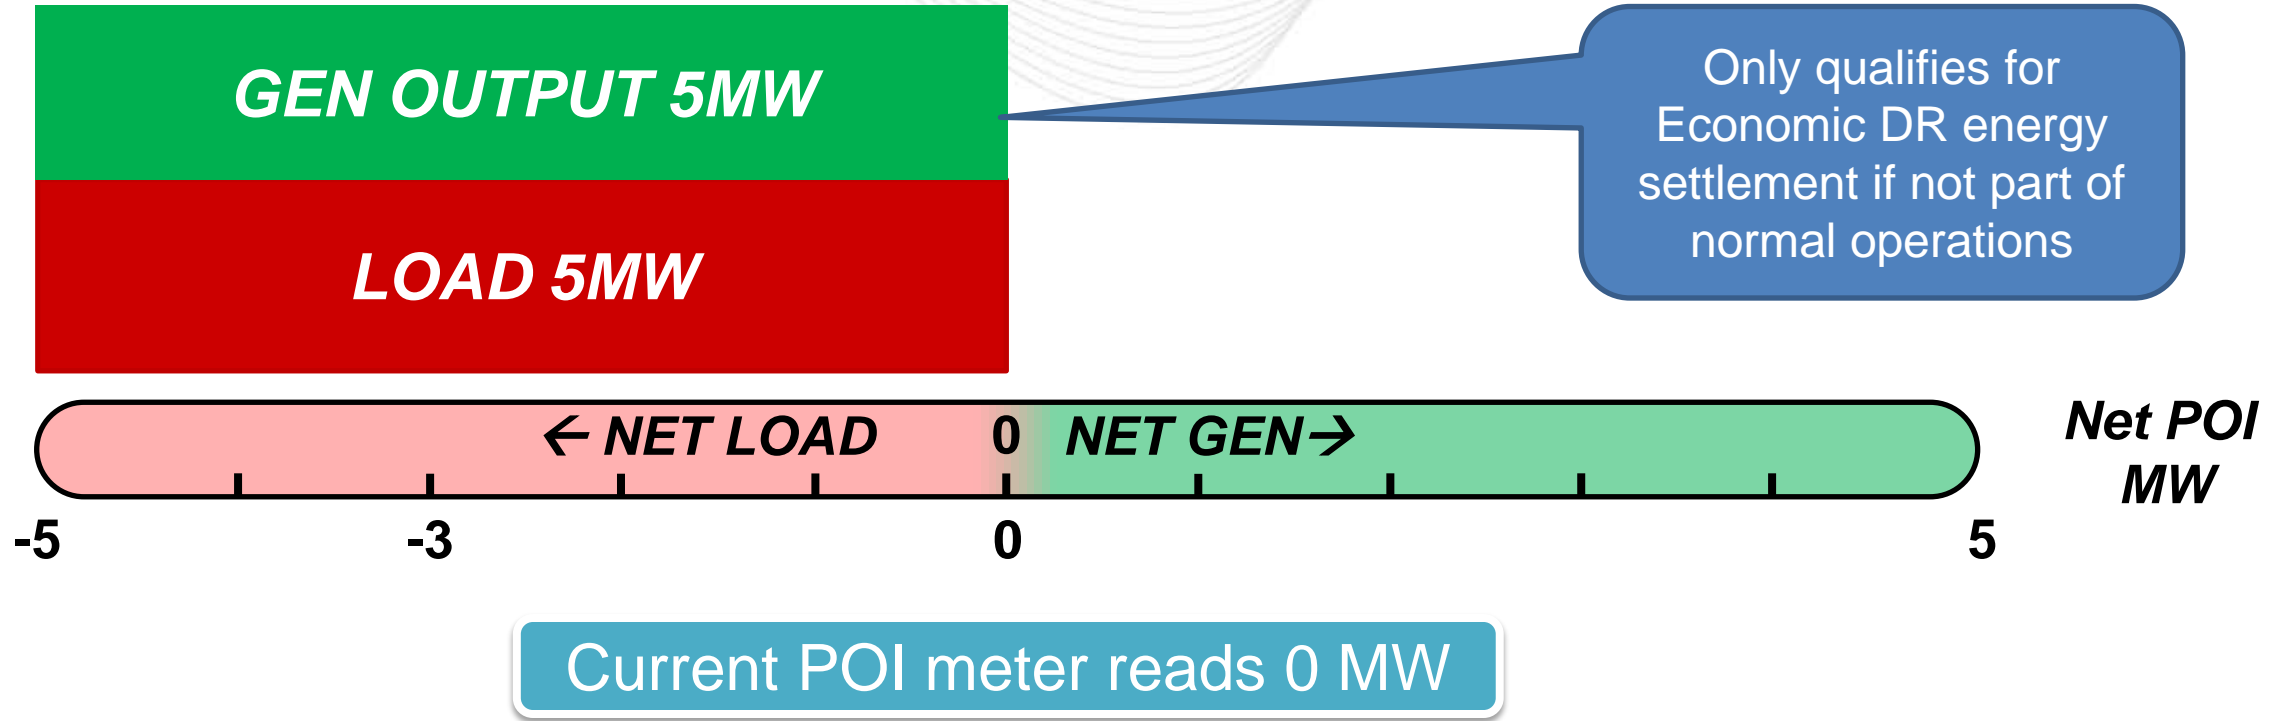 GEN OUTPUT 5MW
LOAD 5MW
Only qualifies for
Economic DR energy
settlement if not part of
normal operations
← NET LOAD 0 NET GEN→
-5 -3 0 5
Net POI
MW
Current POI meter reads 0 MW